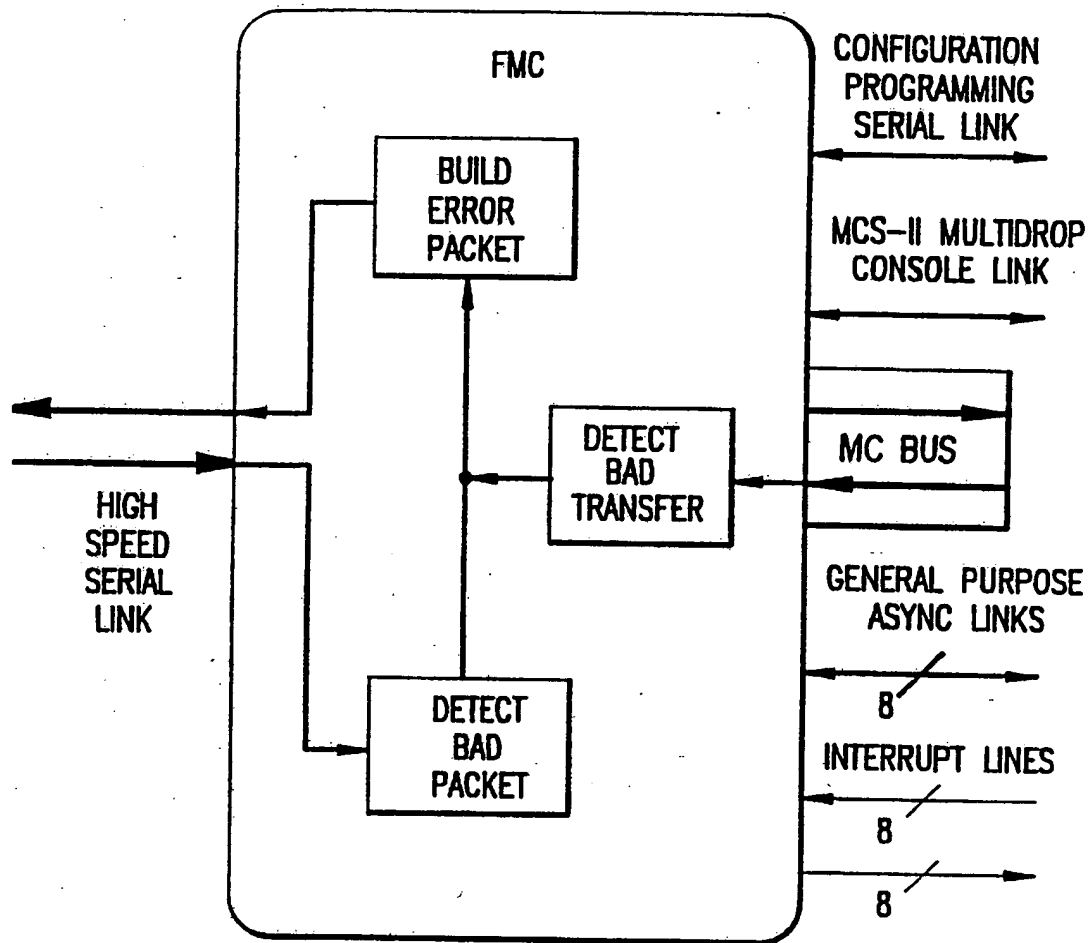 FMC
BUILD
ERROR
PACKET
DETECT
BAD
TRANSFER
DETECT
BAD
PACKET
HIGH
SPEED
SERIAL
LINK
CONFIGURATION
PROGRAMMING
SERIAL LINK
MCS-II MULTIDROP
CONSOLE LINK
MC BUS
GENERAL PURPOSE
ASYNC LINKS
8
INTERRUPT LINES
8
8